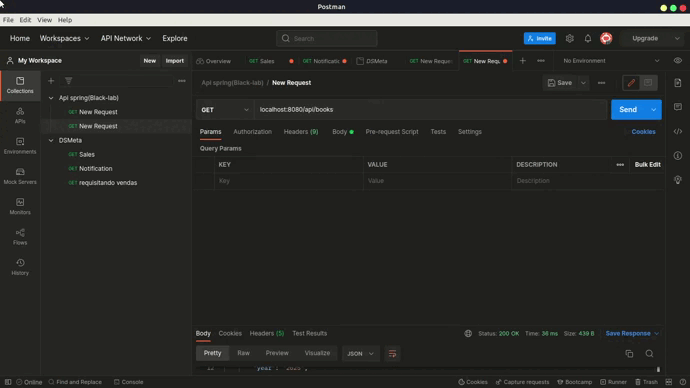 Postman
File Edit View Help
Home Workspaces API Network Explore Search Invite Upgrade
My Workspace New Import Overview GET Sales GET Notificatio DSMeta GET New Reque GET New Requ No Environment
Collections
APIs
Environments
Mock Servers
Monitors
Flows
History
Api spring(Black-lab)
GET New Request
GET New Request
DSMeta
GET Sales
GET Notification
GET requisitando vendas
Api spring(Black-lab) / New Request Save
GET localhost:8080/api/books Send
Params Authorization Headers (9) Body Pre-request Script Tests Settings Cookies
Query Params
KEY VALUE DESCRIPTION Bulk Edit
Key Value Description
Body Cookies Headers (5) Test Results Status: 200 OK Time: 36 ms Size: 439 B Save Response
Pretty Raw Preview Visualize JSON
Online Find and Replace Console Cookies Capture requests Bootcamp Runner Trash